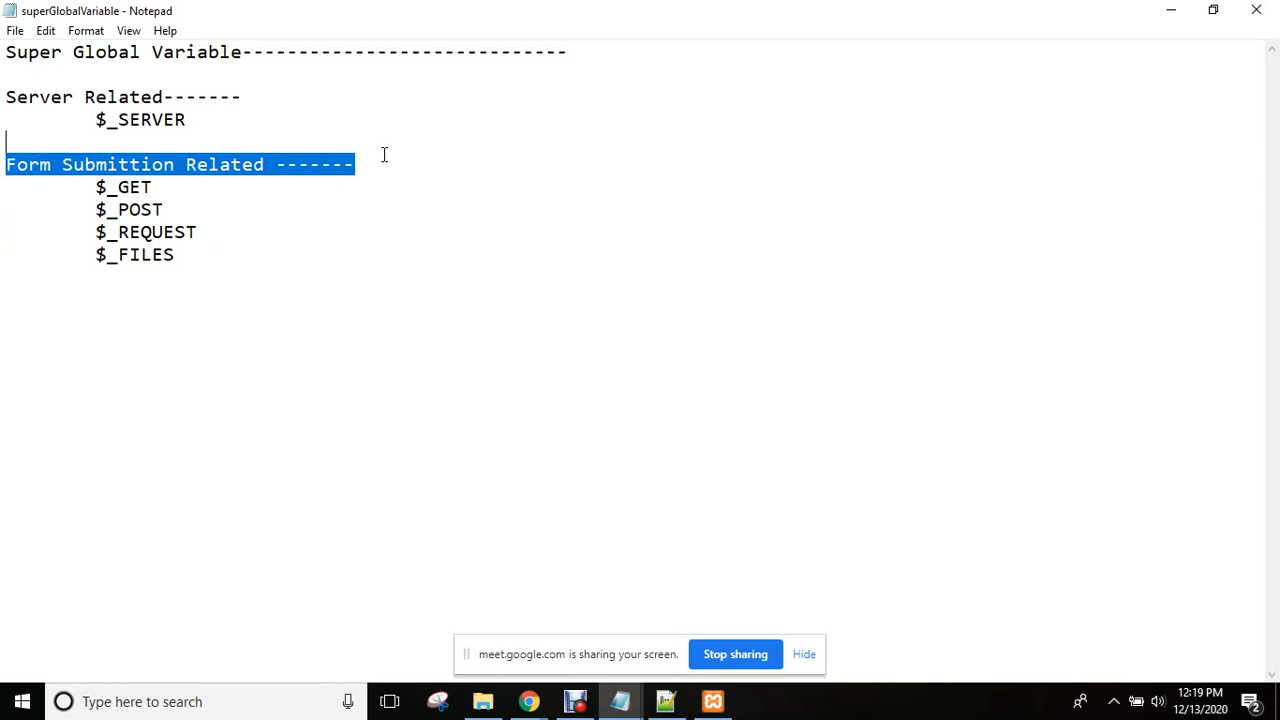 superGlobalVariable - Notepad
File Edit Format View Help
Super Global Variable-----------------------------
Server Related-------
$_SERVER
Form Submittion Related -------
$_GET
$_POST
$_REQUEST
$_FILES
meet.google.com is sharing your screen. Stop sharing Hide
Type here to search
12:19 PM
12/13/2020
2